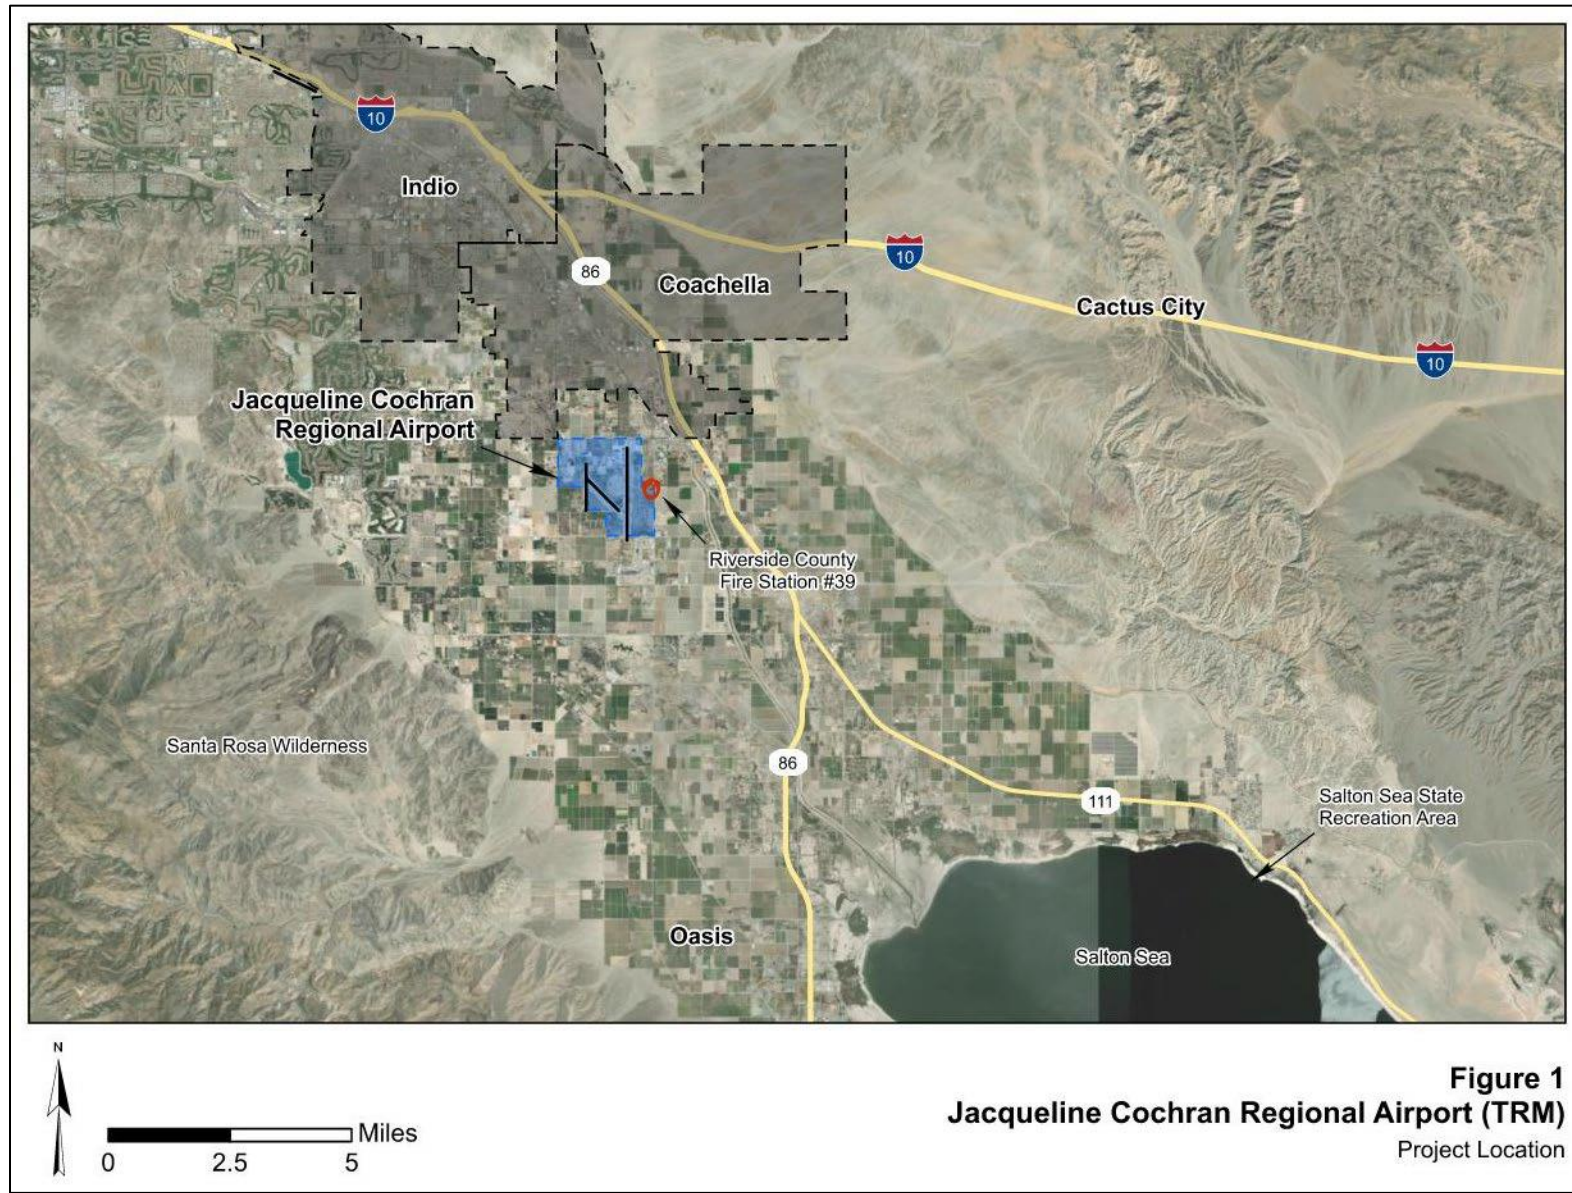 10
Indio
86
10
Coachella
Cactus City
10
Jacqueline Cochran
Regional Airport
Riverside County
Fire Station #39
Santa Rosa Wilderness
86
111
Salton Sea State
Recreation Area
Oasis
Salton Sea
N
Miles
0 2.5 5
Figure 1
Jacqueline Cochran Regional Airport (TRM)
Project Location